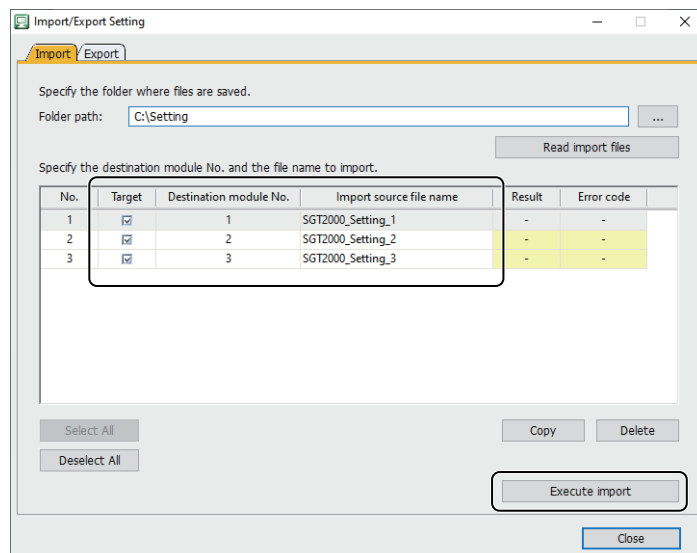 Import/Export Setting
Import Export
Specify the folder where files are saved.
Folder path: C:\Setting ...
Read import files
Specify the destination module No. and the file name to import.
No. Target Destination module No. Import source file name Result Error code
1 1 SGT2000_Setting_1 - -
2 2 SGT2000_Setting_2 - -
3 3 SGT2000_Setting_3 - -
Select All Copy Delete
Deselect All
Execute import
Close